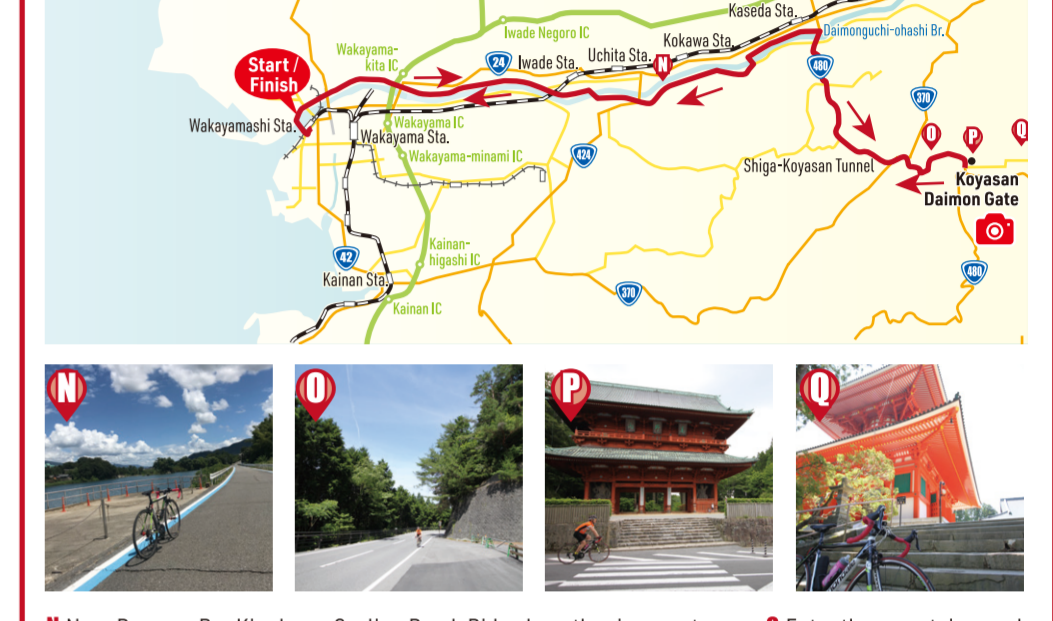 Kaseda Sta.
Daimonguchi-ohashi Br.
Iwade Negoro IC
Kokawa Sta.
Wakayama-
kita IC
Uchita Sta.
24
Iwade Sta.
N
480
Start /
Finish
370
Wakayamashi Sta.
Wakayama IC
Wakayama Sta.
O
P
Q
Wakayama-minami IC
424
Shiga-Koyasan Tunnel
Koyasan
Daimon Gate
Kainan-
higashi IC
42
Kainan Sta.
480
370
Kainan IC
N
O
P
Q